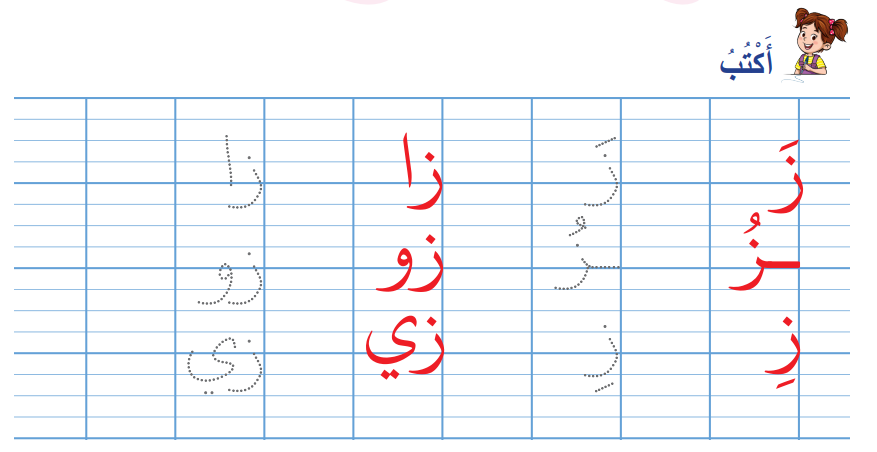 أَكْتُبُ
زَ زَ زا زا
ـزُ ـزُ زو زو
زِ زِ زي زي